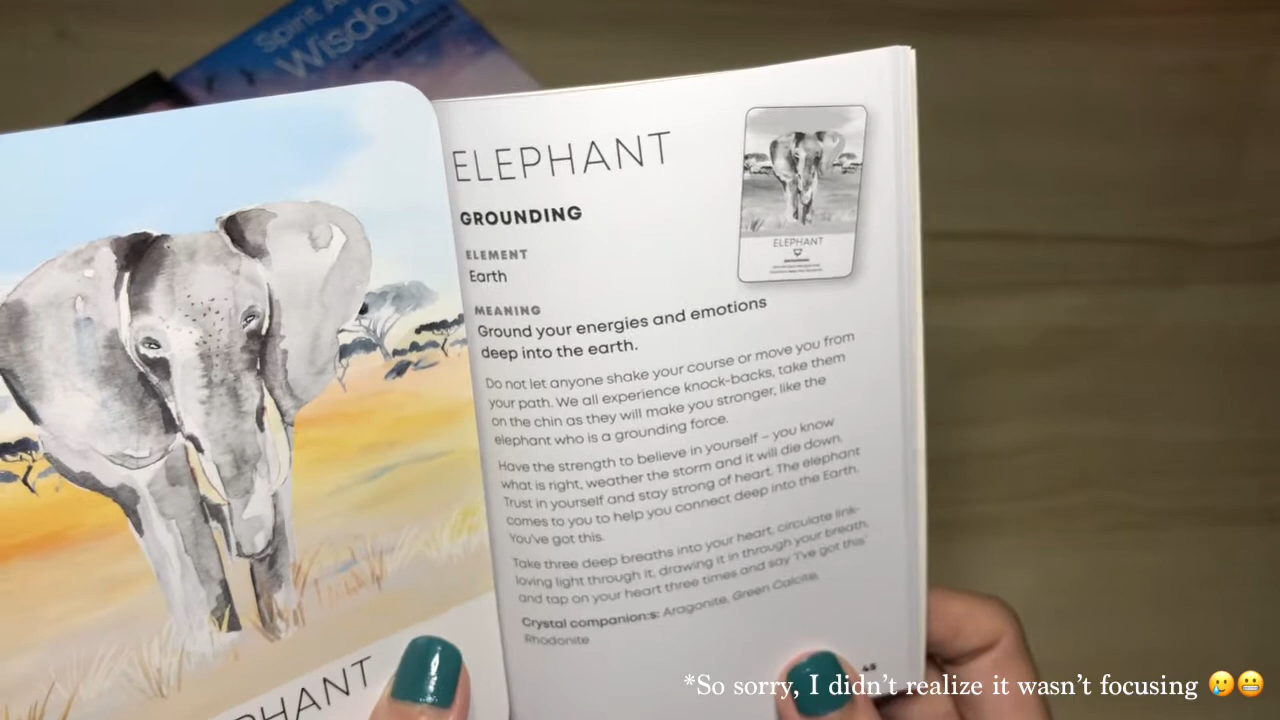 Spirit A
Wisdom
ELEPHANT
GROUNDING
ELEMENT
Earth
MEANING
Ground your energies and emotions
deep into the earth.
Do not let anyone shake your course or move you from
your path. We all experience knock-backs, take them
on the chin as they will make you stronger, like the
elephant who is a grounding force.
Have the strength to believe in yourself – you know
what is right, weather the storm and it will die down.
Trust in yourself and stay strong of heart. The elephant
comes to you to help you connect deep into the Earth.
You've got this.
Take three deep breaths into your heart, circulate link-
loving light through it, drawing it in through your breath,
and tap on your heart three times and say 'I've got this'
Crystal companion:s: Aragonite, Green Calcite,
Rhodonite
ELEPHANT
PHANT
*So sorry, I didn't realize it wasn't focusing 🥲😬